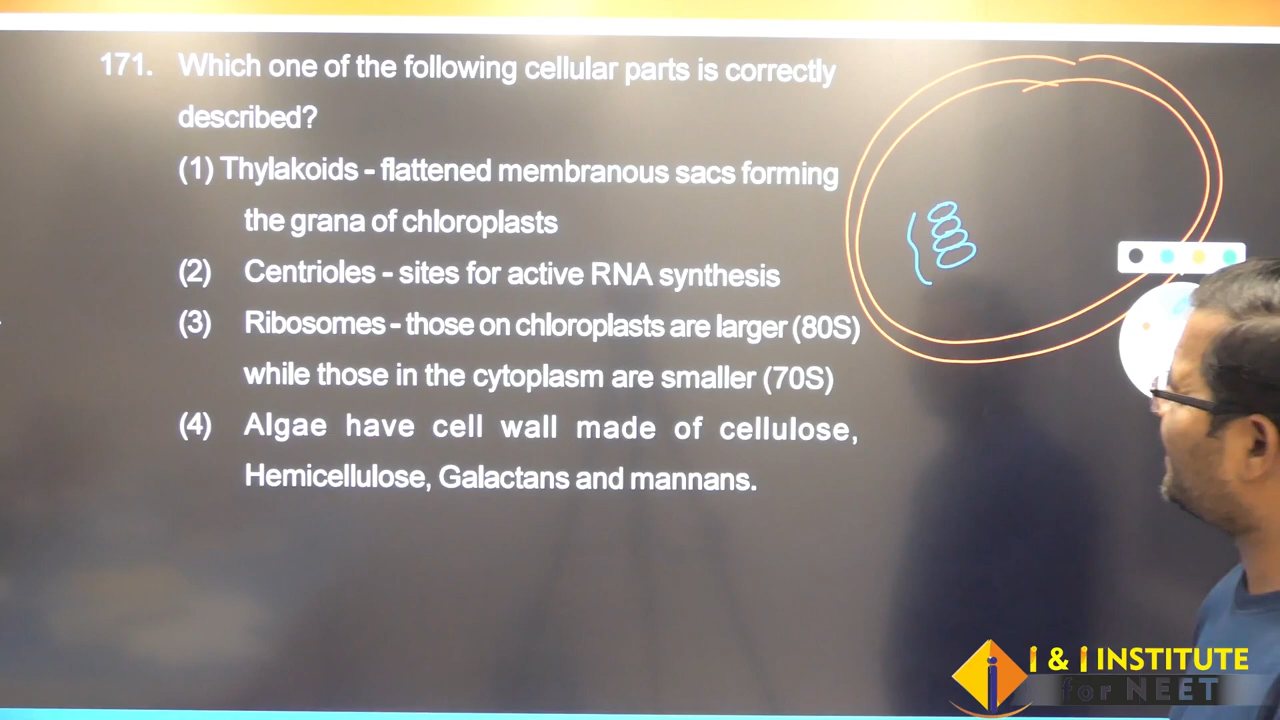 171. Which one of the following cellular parts is correctly
described?
(1) Thylakoids - flattened membranous sacs forming
the grana of chloroplasts
(2) Centrioles - sites for active RNA synthesis
(3) Ribosomes - those on chloroplasts are larger (80S)
while those in the cytoplasm are smaller (70S)
(4) Algae have cell wall made of cellulose,
Hemicellulose, Galactans and mannans.
i & i INSTITUTE
for NEET